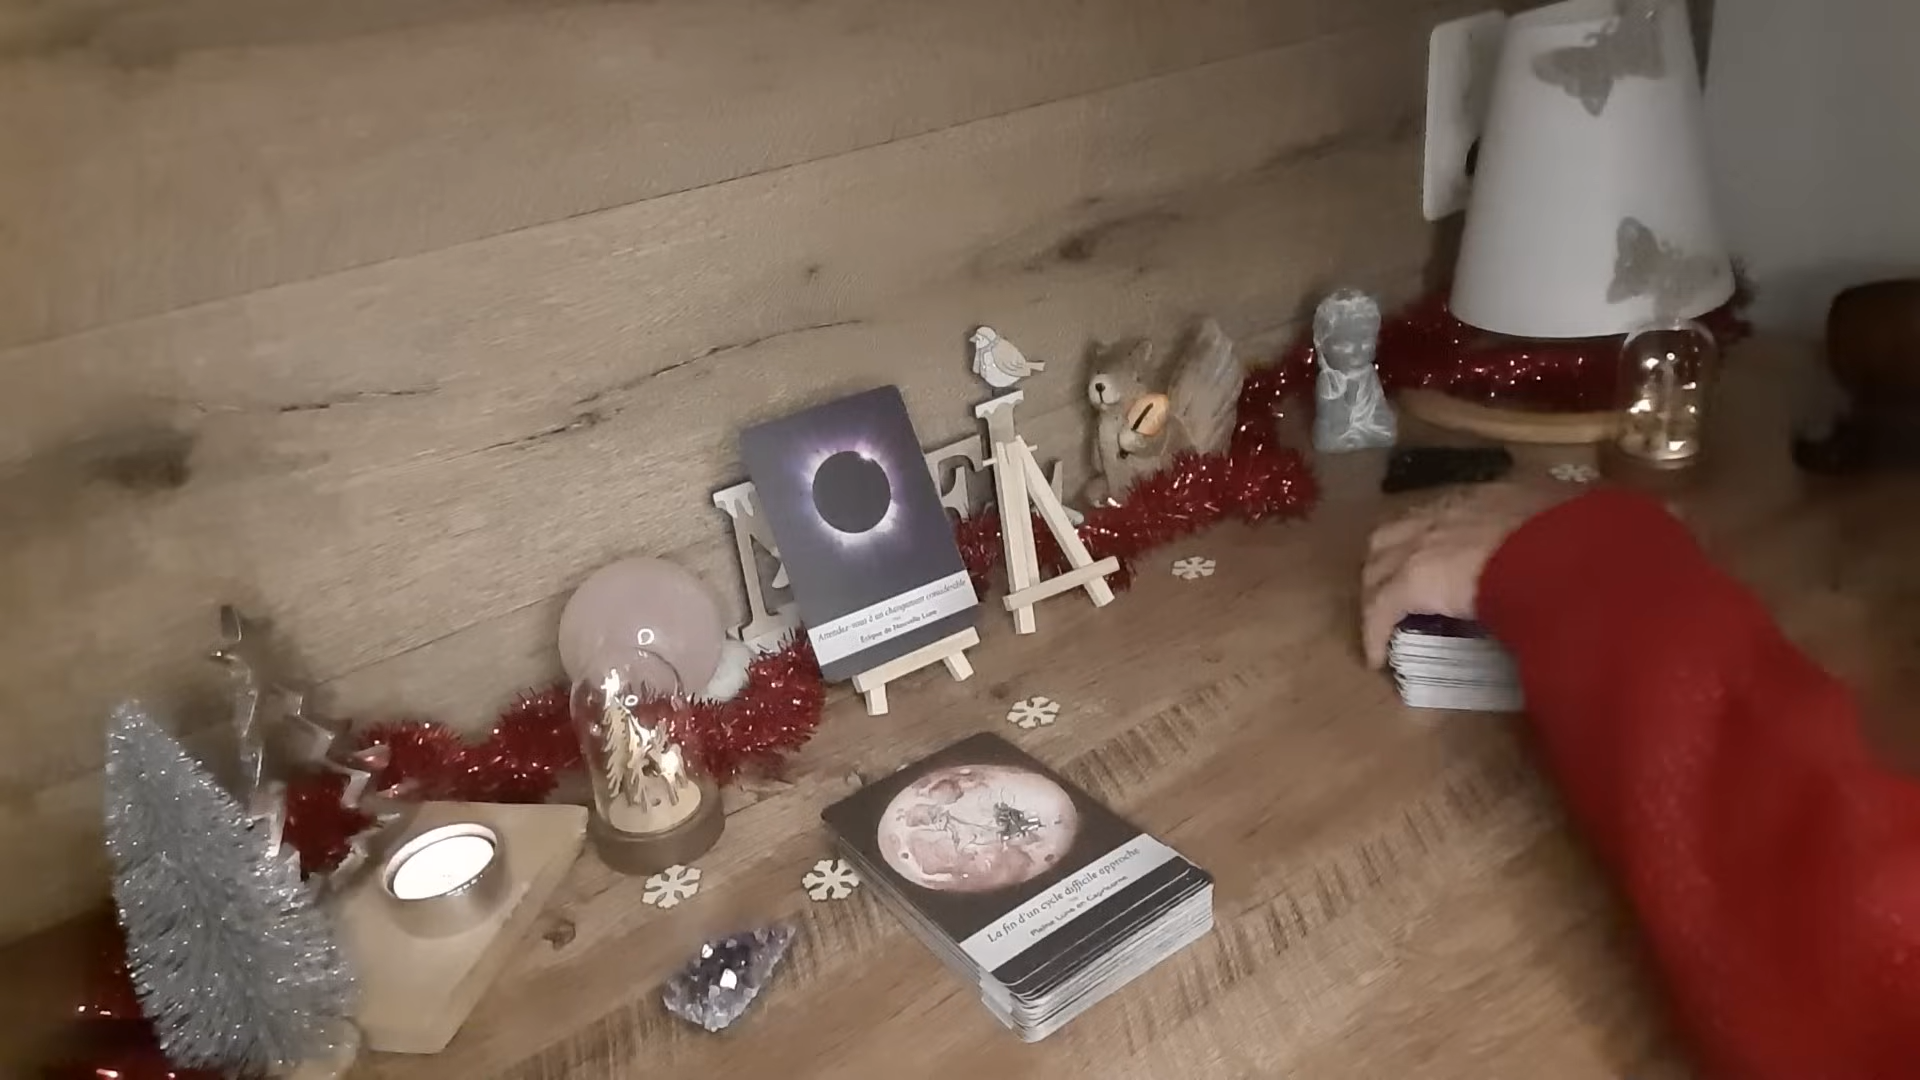 Attendez-vous à un changement considérable
Éclipse de Nouvelle Lune
La fin d'un cycle difficile approche
Pleine Lune en Capricorne